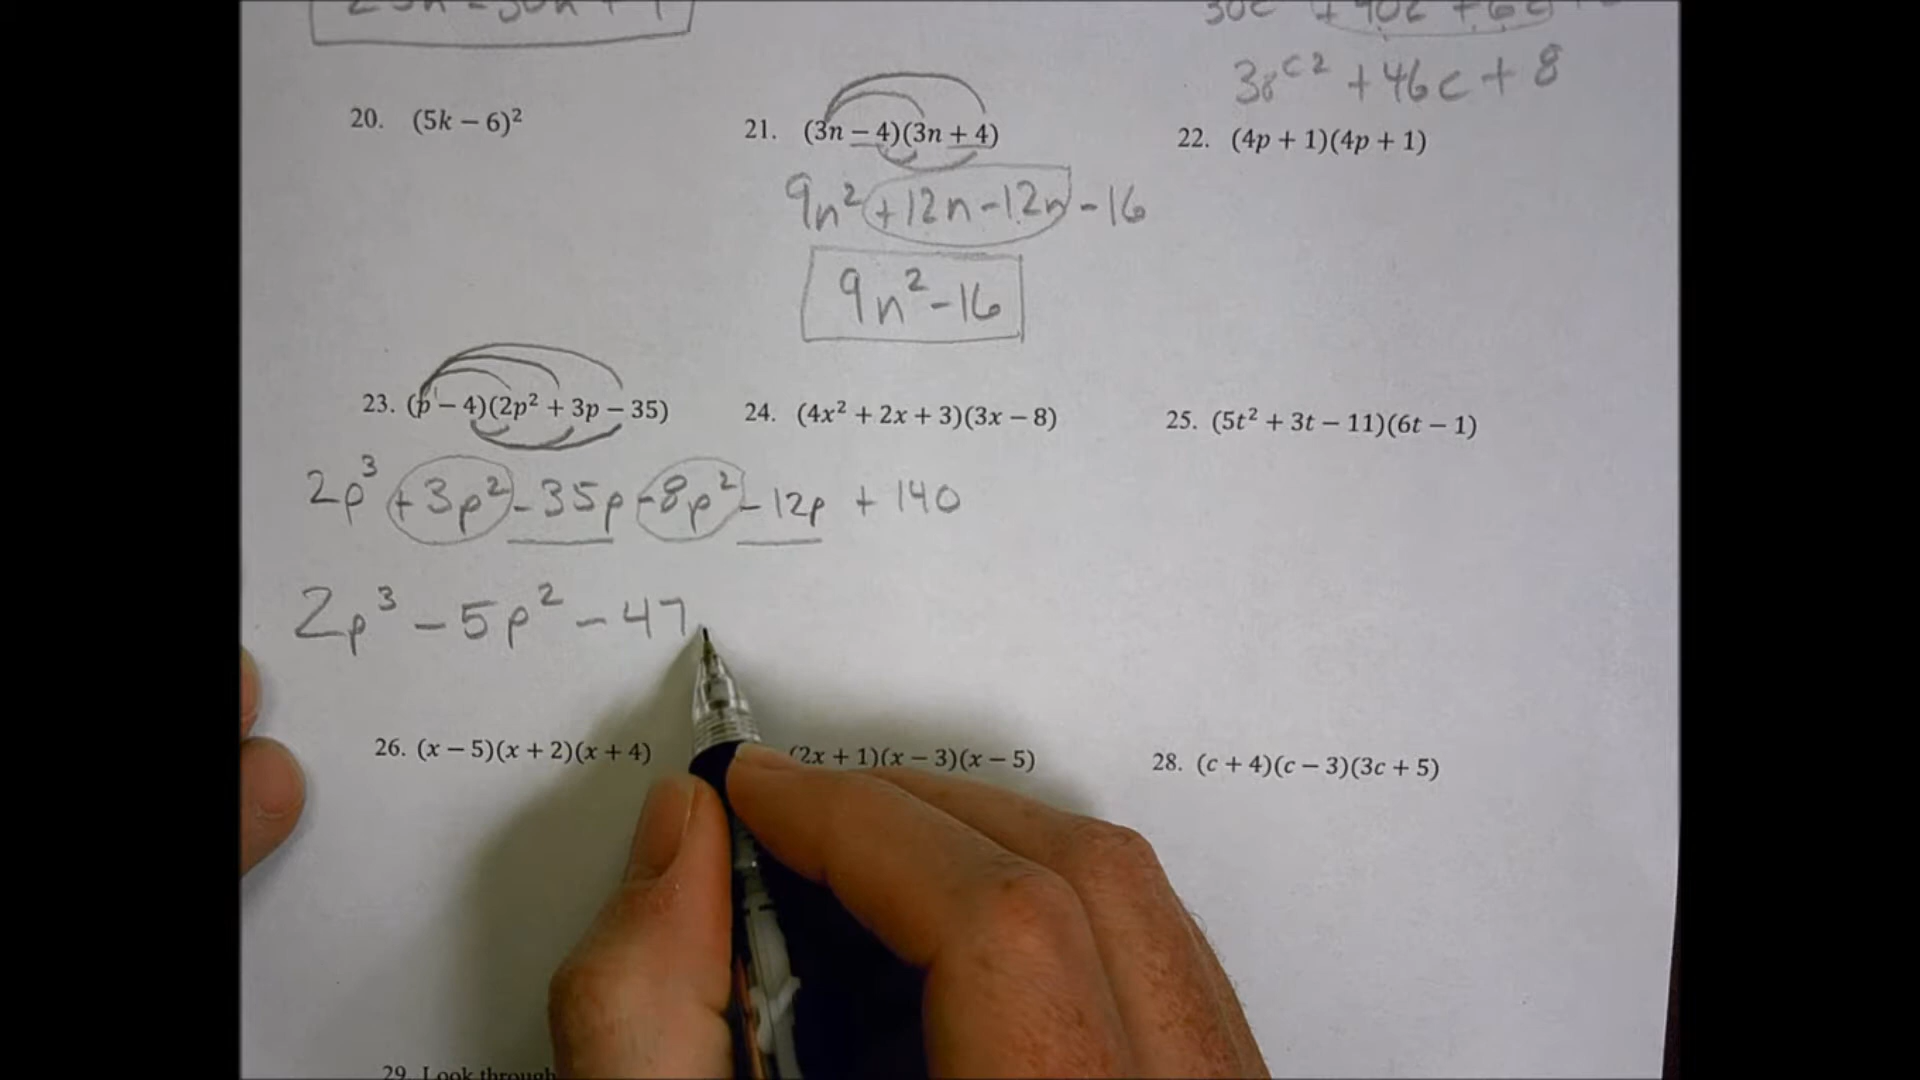 30c² + 40c + 6c
38c² + 46c + 8
20. (5k − 6)²
21. (3n − 4)(3n + 4)
22. (4p + 1)(4p + 1)
9n² + 12n − 12n − 16
9n² − 16
23. (p − 4)(2p² + 3p − 35)
24. (4x² + 2x + 3)(3x − 8)
25. (5t² + 3t − 11)(6t − 1)
2p³ + 3p² − 35p − 8p² − 12p + 140
2p³ − 5p² − 47
26. (x − 5)(x + 2)(x + 4)
(2x + 1)(x − 3)(x − 5)
28. (c + 4)(c − 3)(3c + 5)
29. Look through